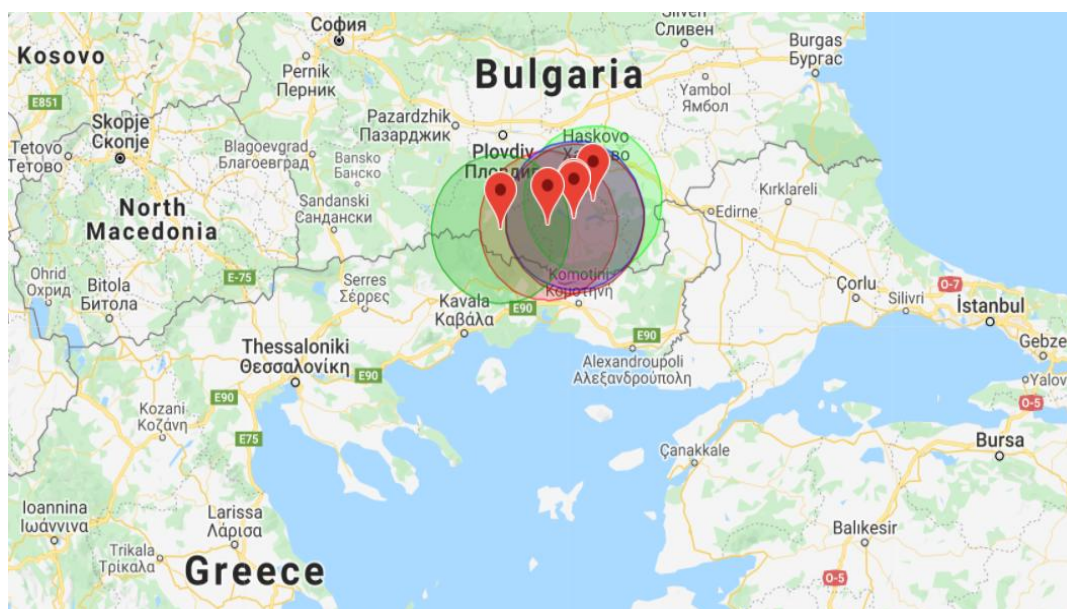 София
Sliven
Сливен
Burgas
Бургас
Kosovo
Pernik
Перник
Bulgaria
Yambol
Ямбол
E851
Pazardzhik
Пазарджик
Skopje
Скопје
Tetovo
Тетово
Blagoevgrad
Благоевград
Plovdiv
Haskovo
Bansko
Банско
Kırklareli
North
Macedonia
Sandanski
Сандански
Edirne
Ohrid
Охрид
E-75
Bitola
Битола
Serres
Σέρρες
Komotini
Κομοτηνή
Kavala
Καβάλα
E90
Çorlu
O-7
Silivri
İstanbul
E90
Thessaloniki
Θεσσαλονίκη
E90
Alexandroupoli
Αλεξανδρούπολη
Gebze
Yalov
E90
Kozani
Κοζάνη
E75
O-5
Çanakkale
Bursa
Ioannina
Ιωάννινα
Larissa
Λάρισα
Trikala
Τρίκαλα
Balıkesir
Greece
O-5